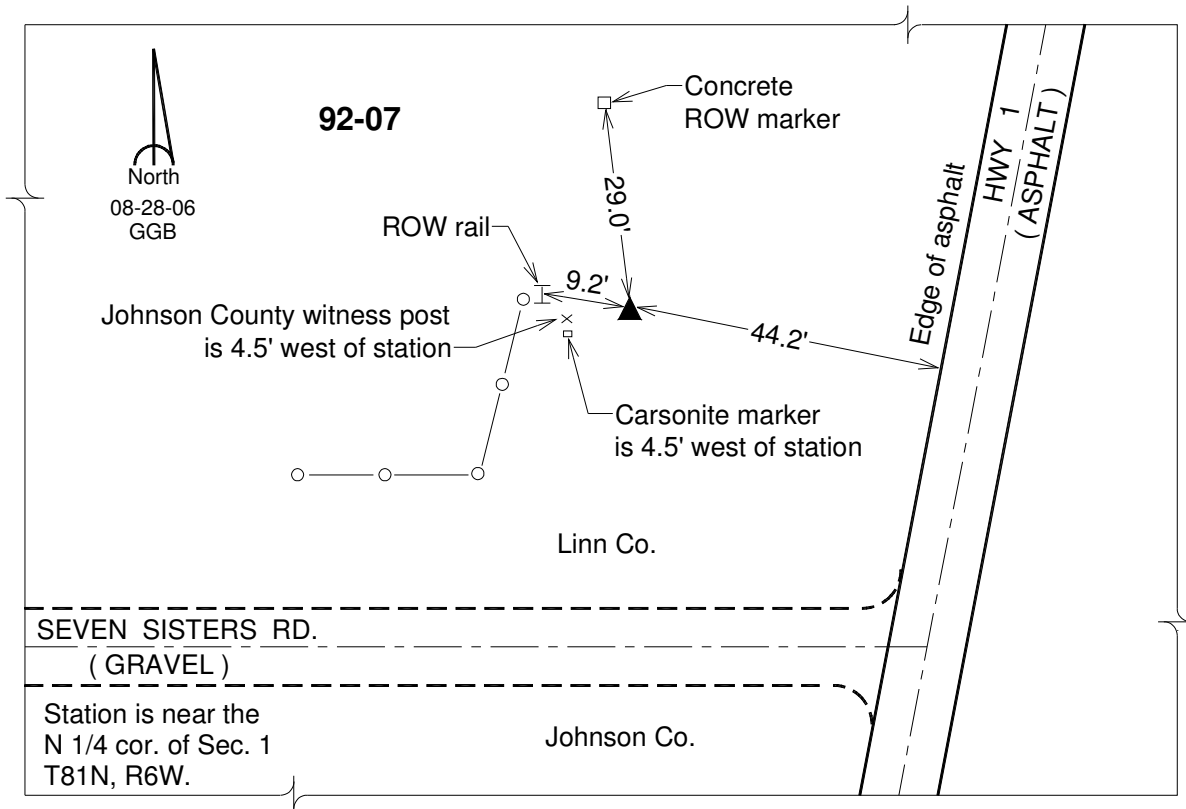 92-07
Concrete
ROW marker
North
08-28-06
GGB
29.0'
HWY 1
( ASPHALT )
Edge of asphalt
ROW rail
9.2'
44.2'
Johnson County witness post
is 4.5' west of station
Carsonite marker
is 4.5' west of station
Linn Co.
SEVEN SISTERS RD.
( GRAVEL )
Station is near the
N 1/4 cor. of Sec. 1
T81N, R6W.
Johnson Co.